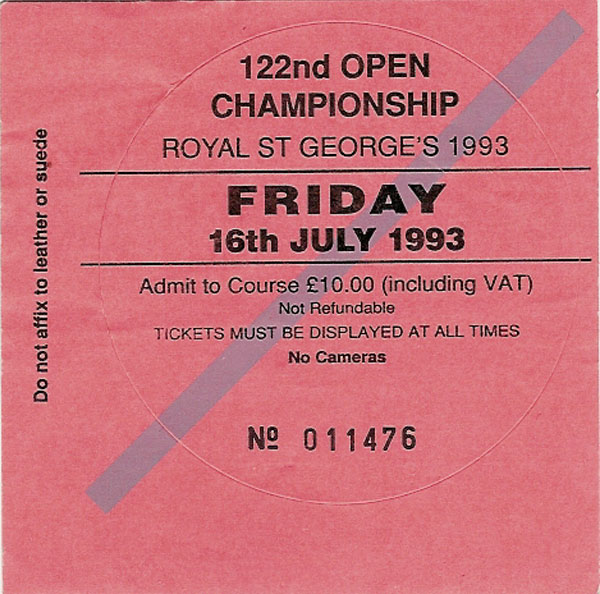 122nd OPEN
CHAMPIONSHIP
ROYAL ST GEORGE'S 1993
FRIDAY
16th JULY 1993
Admit to Course £10.00 (including VAT)
Not Refundable
TICKETS MUST BE DISPLAYED AT ALL TIMES
No Cameras
Nº 011476
Do not affix to leather or suede